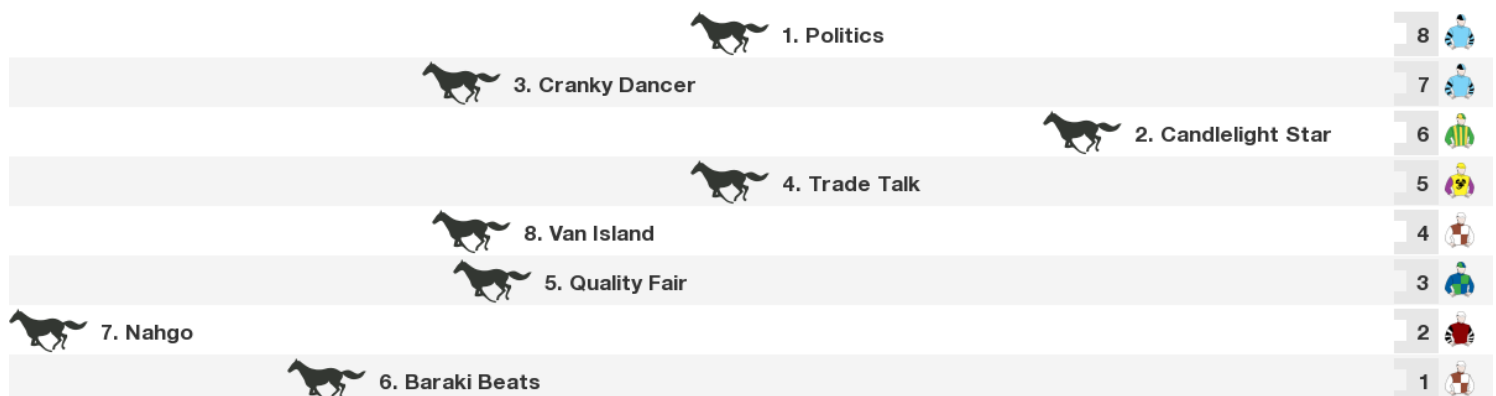 1. Politics 8
3. Cranky Dancer 7
2. Candlelight Star 6
4. Trade Talk 5
8. Van Island 4
5. Quality Fair 3
7. Nahgo 2
6. Baraki Beats 1